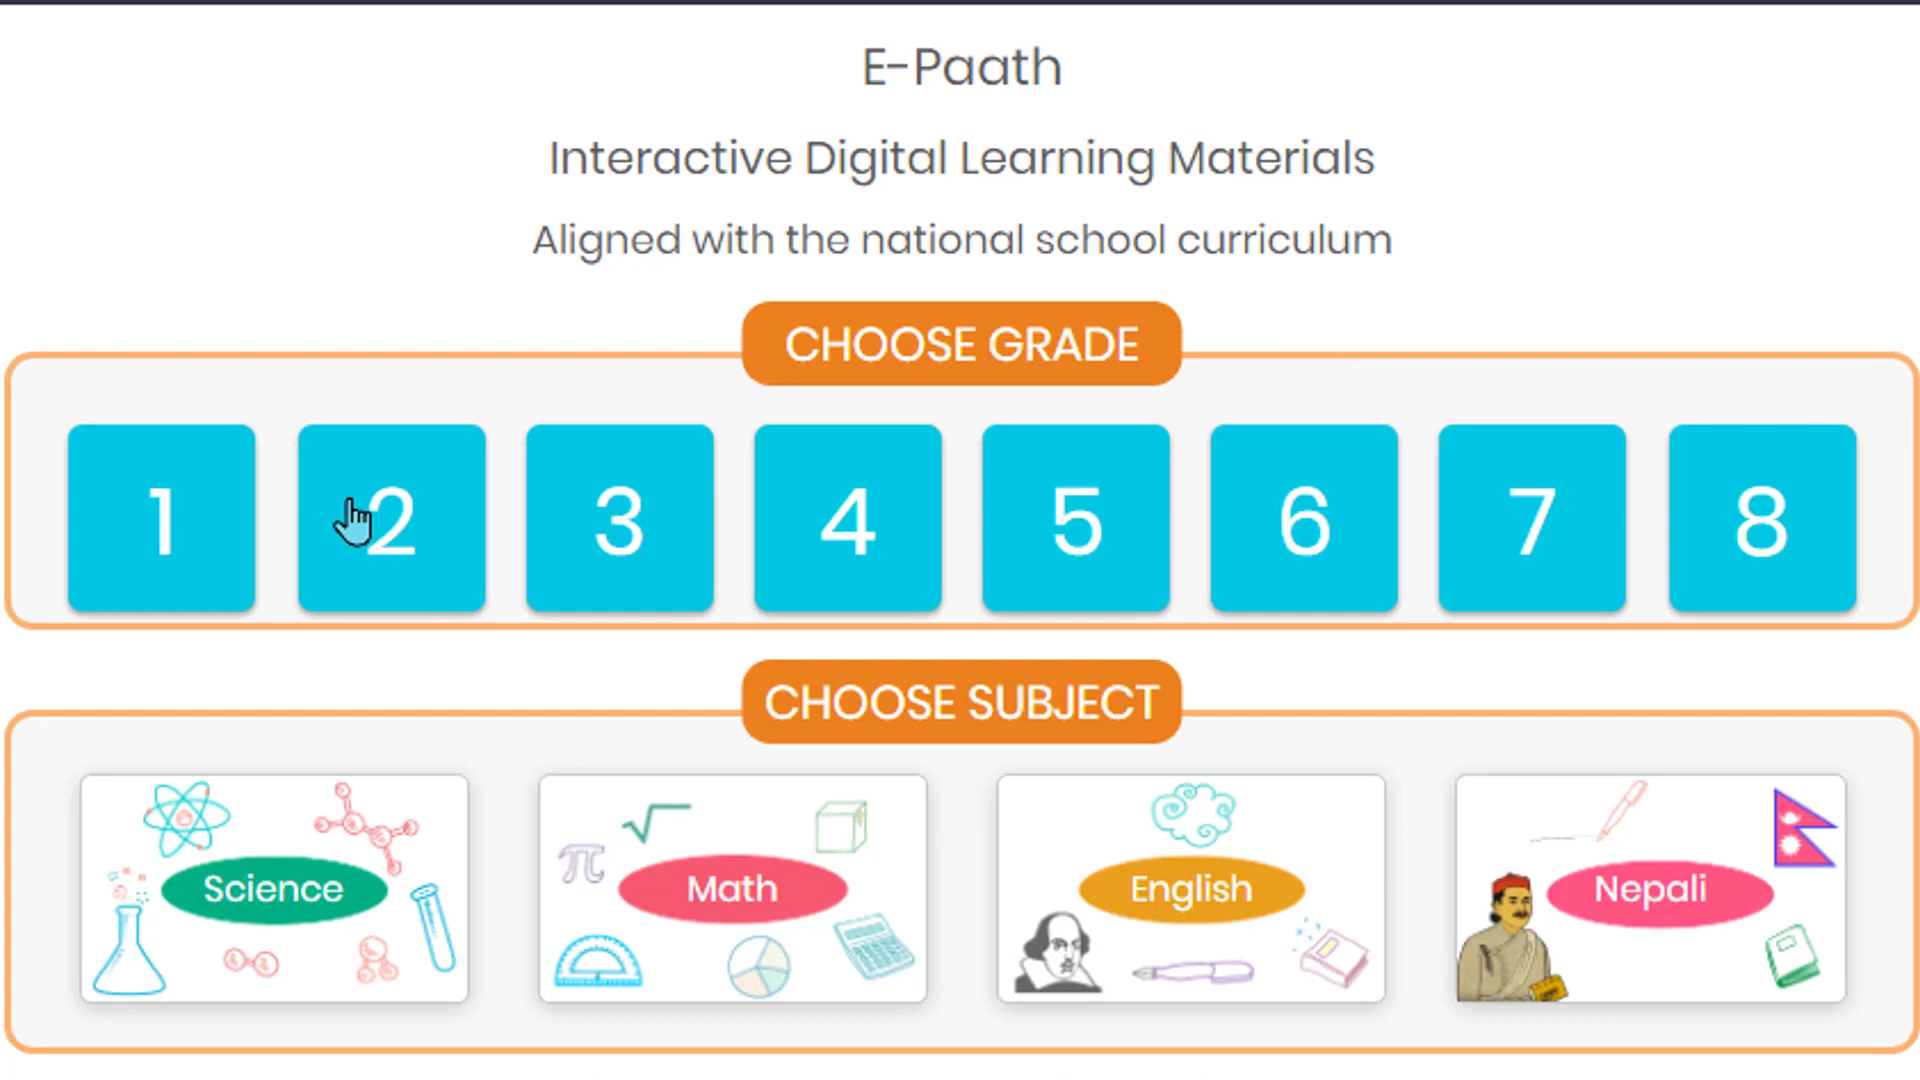 E-Paath
Interactive Digital Learning Materials
Aligned with the national school curriculum
CHOOSE GRADE
1 2 3 4 5 6 7 8
CHOOSE SUBJECT
Science Math English Nepali